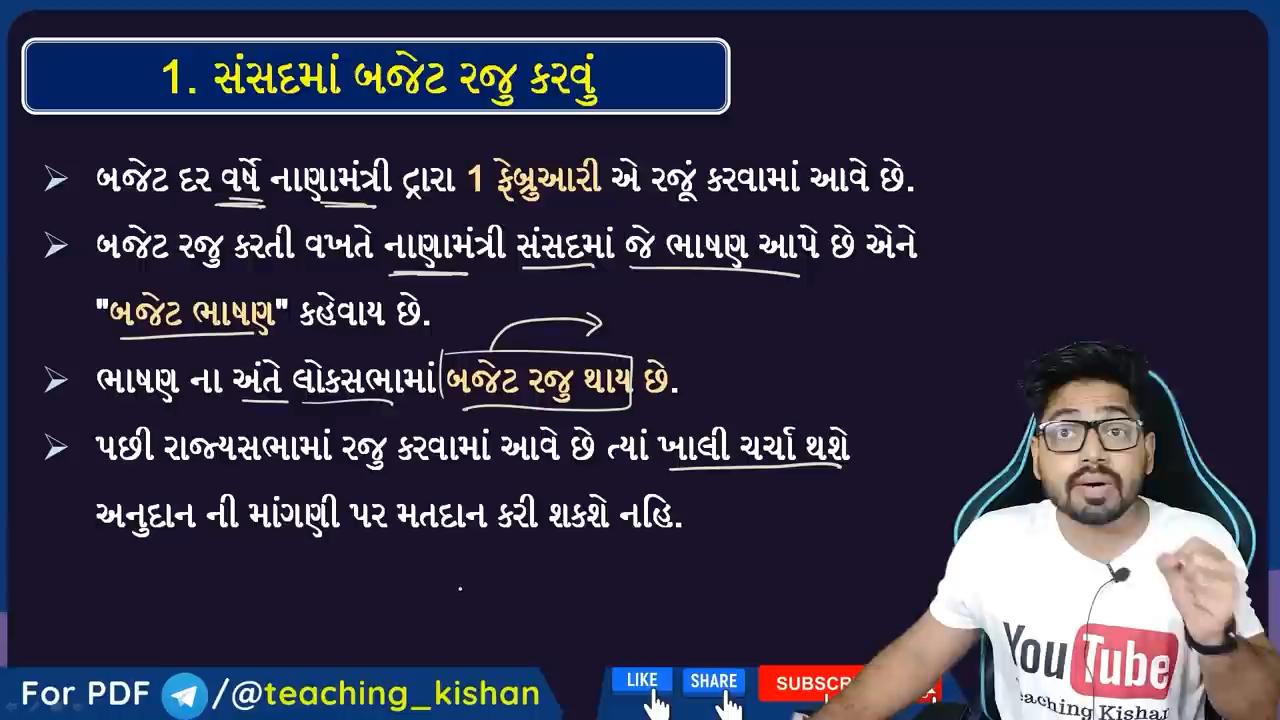 1. સંસદમાં બજેટ રજુ કરવું
બજેટ દર વર્ષે નાણામંત્રી દ્રારા 1 ફેબ્રુઆરી એ રજૂં કરવામાં આવે છે.
બજેટ રજુ કરતી વખતે નાણામંત્રી સંસદમાં જે ભાષણ આપે છે એને
"બજેટ ભાષણ" કહેવાય છે.
ભાષણ ના અંતે લોકસભામાં બજેટ રજુ થાય છે.
પછી રાજ્યસભામાં રજુ કરવામાં આવે છે ત્યાં ખાલી ચર્ચા થશે
અનુદાન ની માંગણી પર મતદાન કરી શકશે નહિ.
For PDF /@teaching_kishan
LIKE SHARE
You Tube